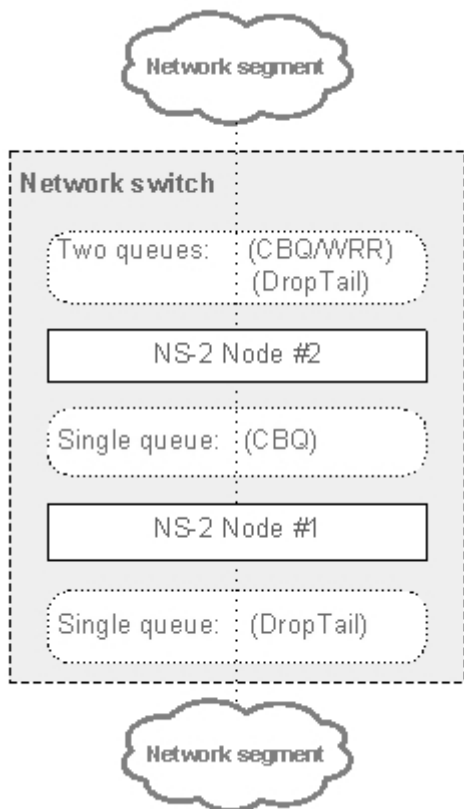 Network segment
Network switch
Two queues: (CBQ/WRR)
(DropTail)
NS-2 Node #2
Single queue: (CBQ)
NS-2 Node #1
Single queue: (DropTail)
Network segment